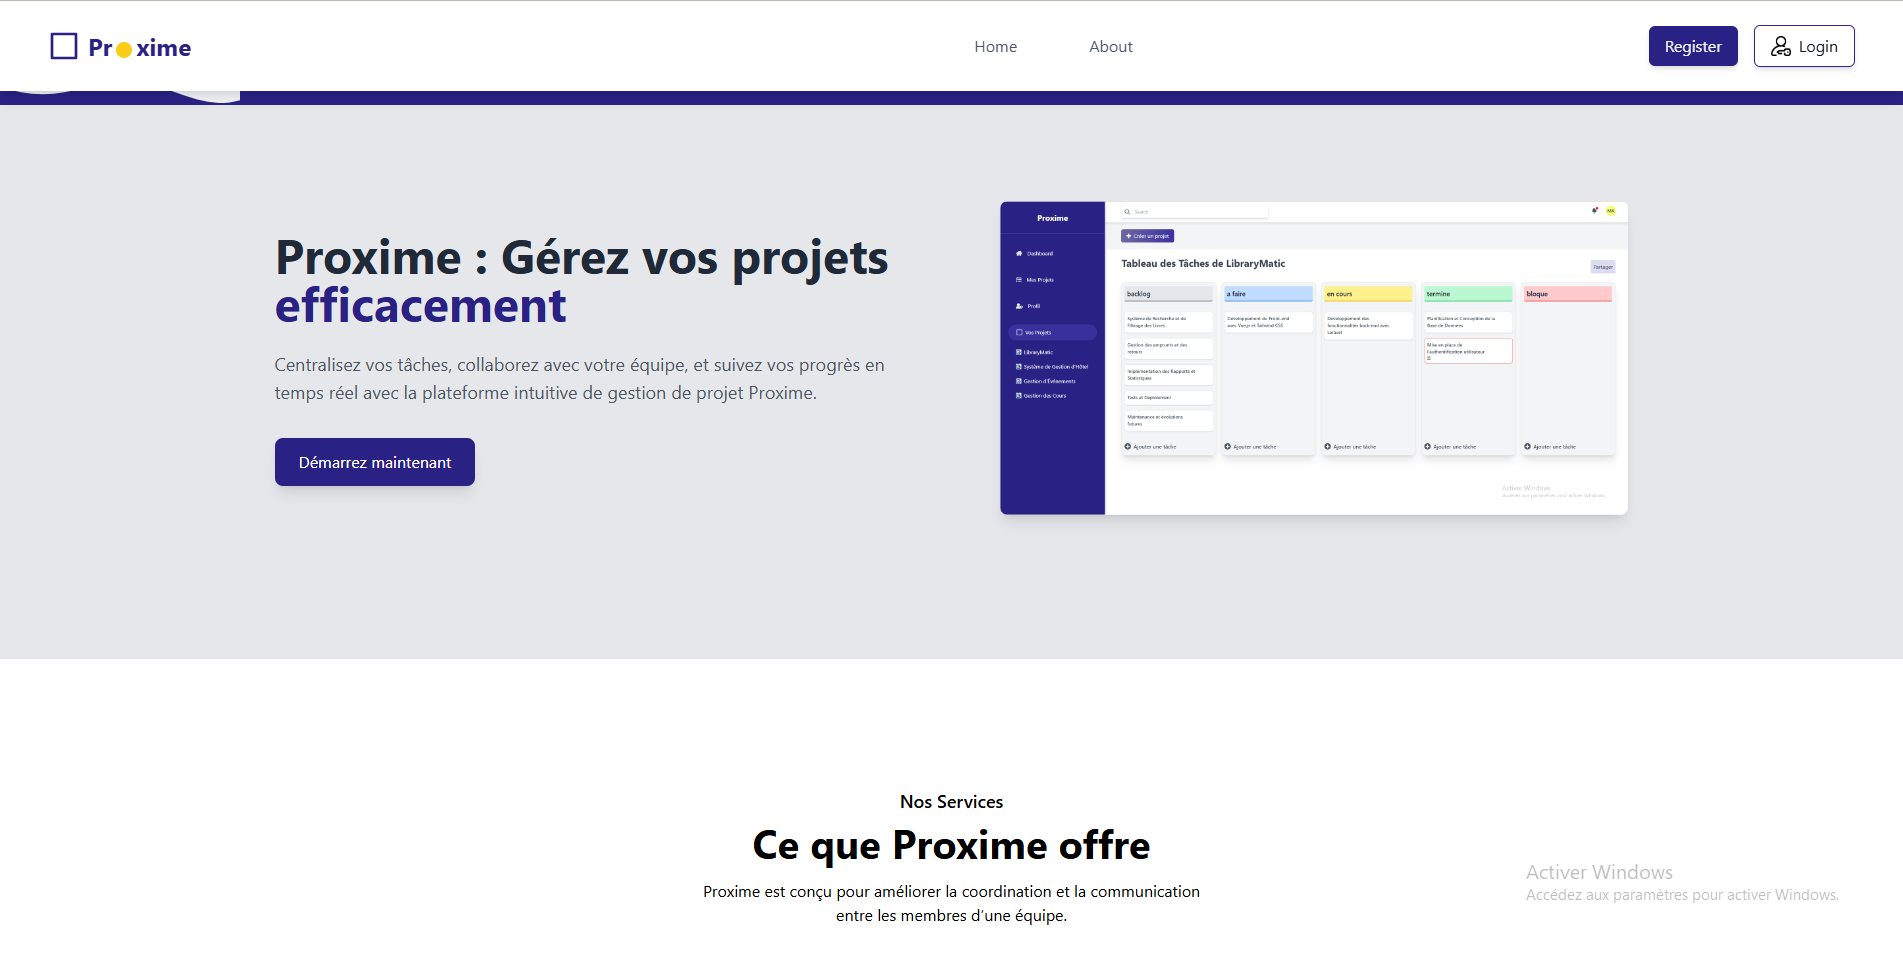 Pr xime
Home
About
Register
Login
Proxime : Gérez vos projets
efficacement
Centralisez vos tâches, collaborez avec votre équipe, et suivez vos progrès en
temps réel avec la plateforme intuitive de gestion de projet Proxime.
Démarrez maintenant
Proxime
Dashboard
Mes Projets
Profil
Vos Projets
LibraryMatic
Système de Gestion d'Hôtel
Gestion d'Événements
Gestion des Cours
Search
MA
Créer un projet
Tableau des Tâches de LibraryMatic
Partager
backlog
Système de Recherche et de
Filtrage des Livres
Gestion des emprunts et des
retours
Implémentation des Rapports et
Statistiques
Tests et Déploiement
Maintenance et évolutions
futures
Ajouter une tâche
a faire
Développement du Front-end
avec Vue.js et Tailwind CSS
Ajouter une tâche
en cours
Développement des
fonctionnalités back-end avec
Laravel
Ajouter une tâche
termine
Planification et Conception de la
Base de Données
Mise en place de
l'authentification utilisateur
Ajouter une tâche
bloque
Ajouter une tâche
Activer Windows
Accédez aux paramètres pour activer Windows.
Nos Services
Ce que Proxime offre
Proxime est conçu pour améliorer la coordination et la communication
entre les membres d’une équipe.
Activer Windows
Accédez aux paramètres pour activer Windows.